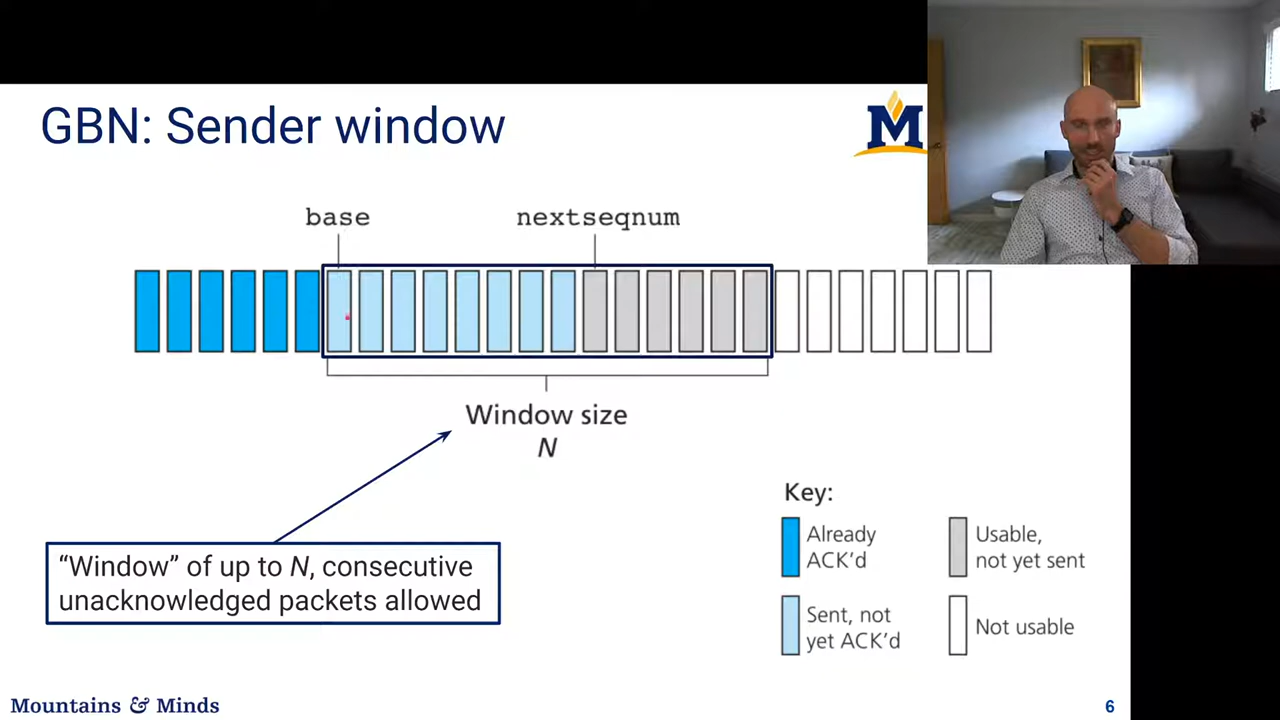 GBN: Sender window
M
base
nextseqnum
Window size
N
“Window” of up to N, consecutive
unacknowledged packets allowed
Key:
Already
ACK’d
Usable,
not yet sent
Sent, not
yet ACK’d
Not usable
Mountains & Minds
6